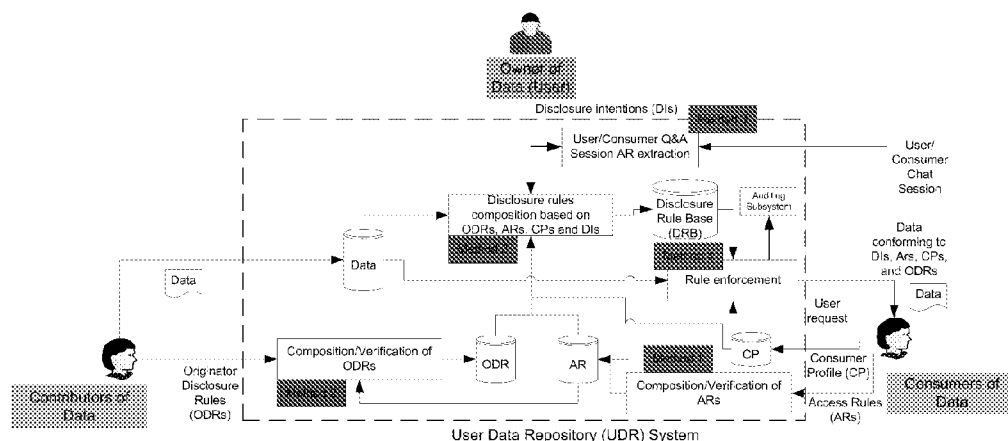 Owner of
Data (User)
Disclosure intentions (DIs)
User/Consumer Q&A
Session AR extraction
User/
Consumer
Chat
Session
Disclosure rules
composition based on
ODRs, ARs, CPs and DIs
Disclosure
Rule Base
(DRB)
Auditing
Subsystem
Data
conforming to
DIs, Ars, CPs,
and ODRs
Data
Data
Rule enforcement
Data
User
request
Composition/Verification of
ODRs
ODR
AR
CP
Consumer
Profile (CP)
Contributors of
Data
Originator
Disclosure
Rules
(ODRs)
Composition/Verification of
ARs
Access Rules
(ARs)
Consumers of
Data
User Data Repository (UDR) System